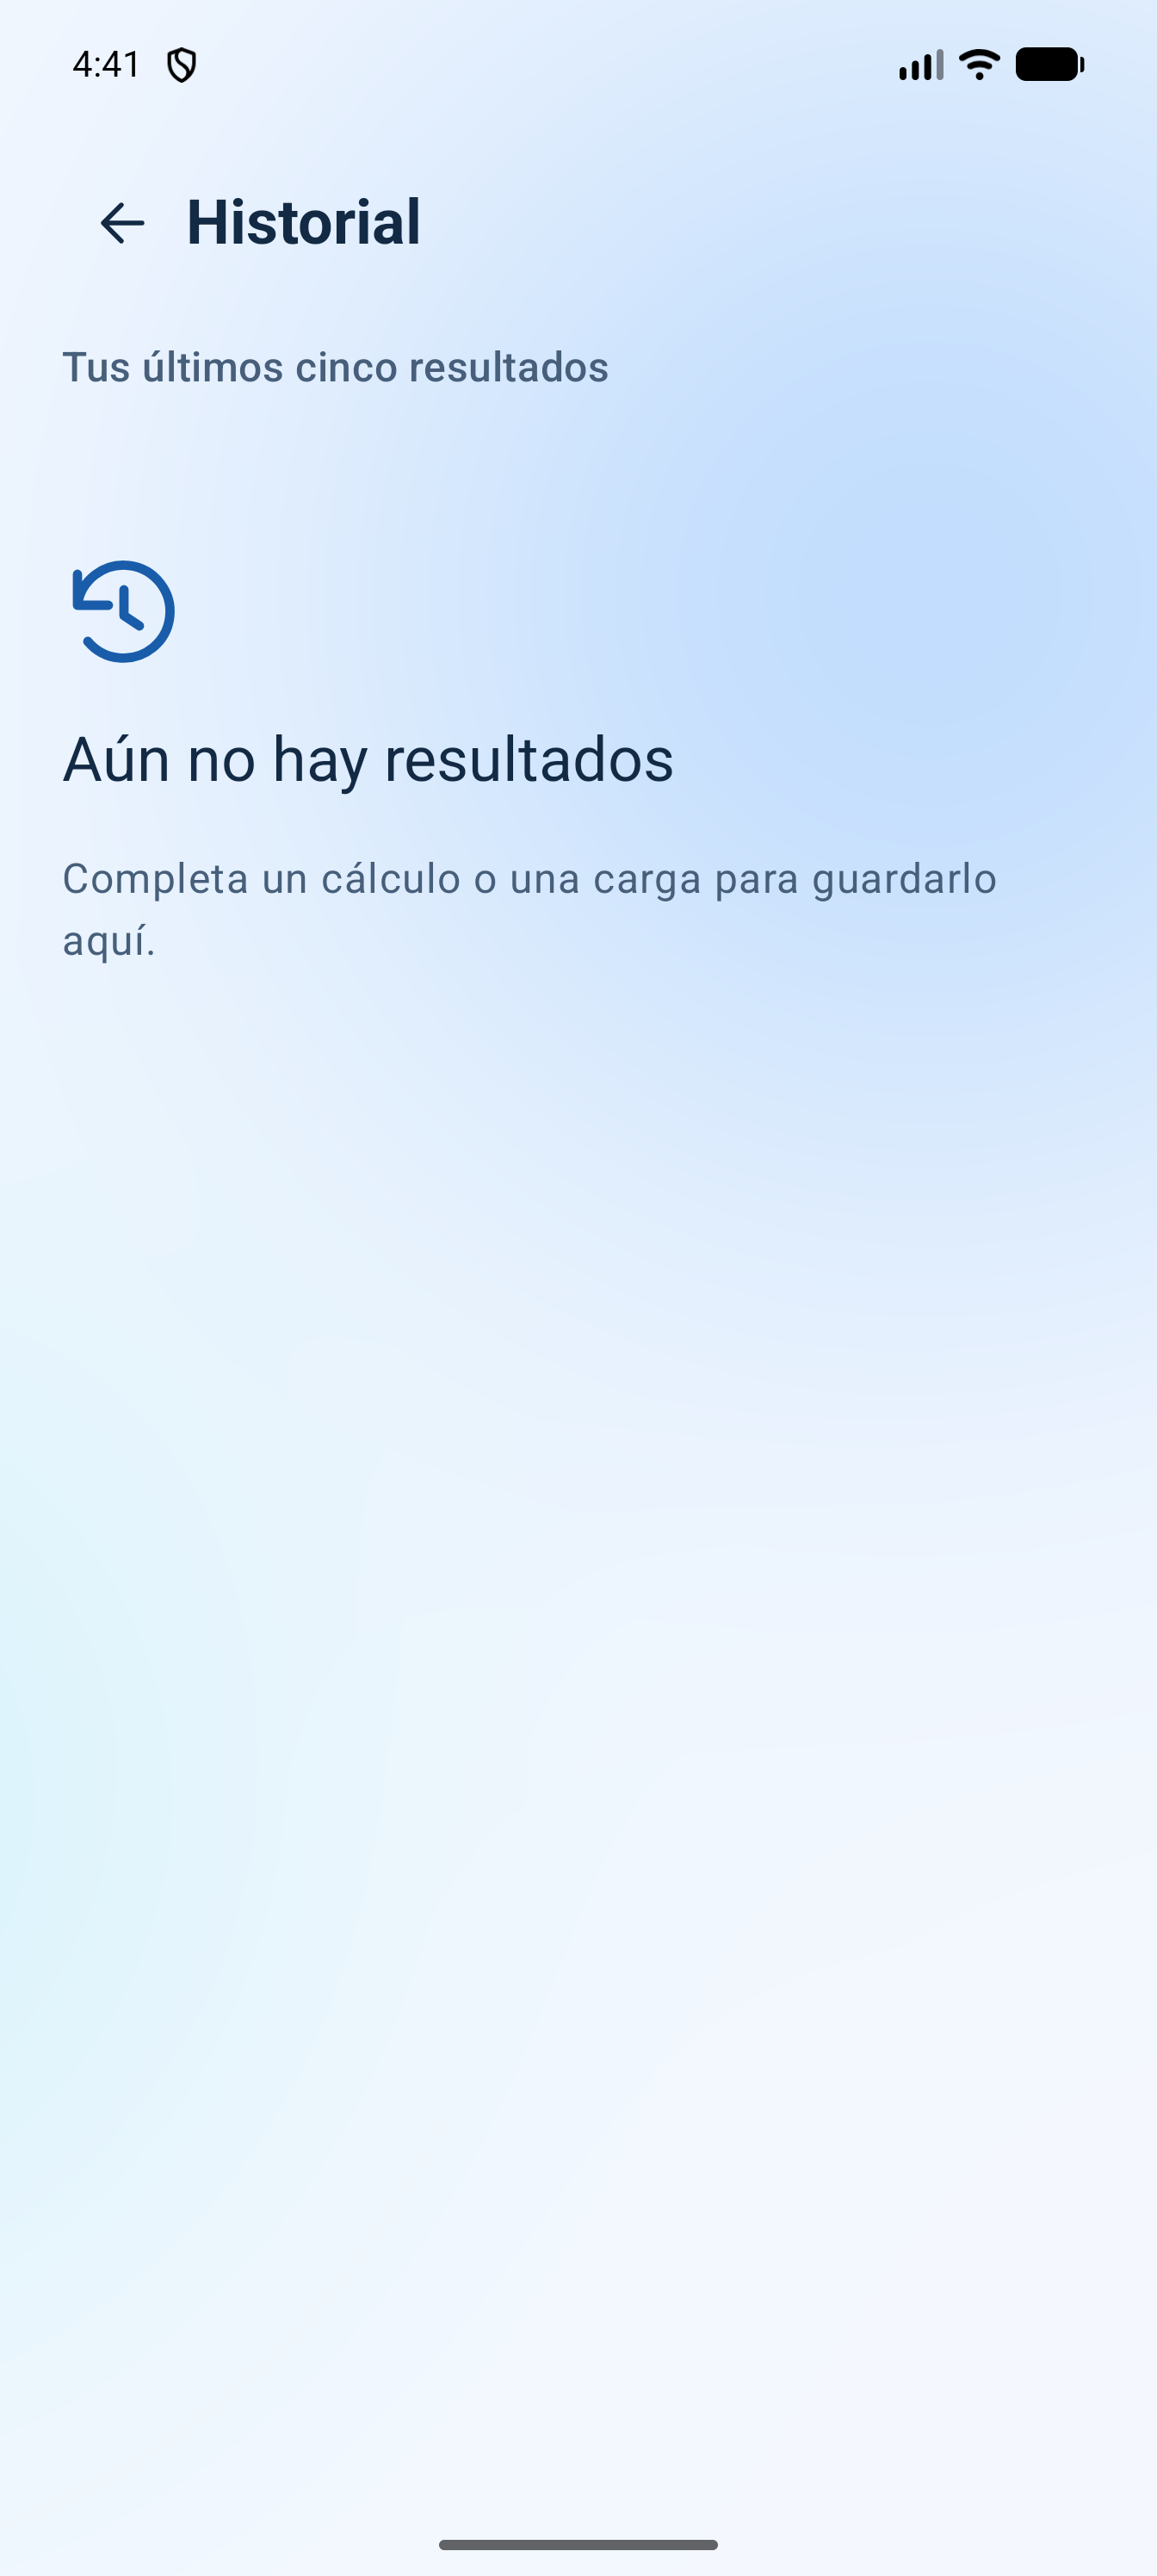 4:41
Historial
Tus últimos cinco resultados
Aún no hay resultados
Completa un cálculo o una carga para guardarlo
aquí.